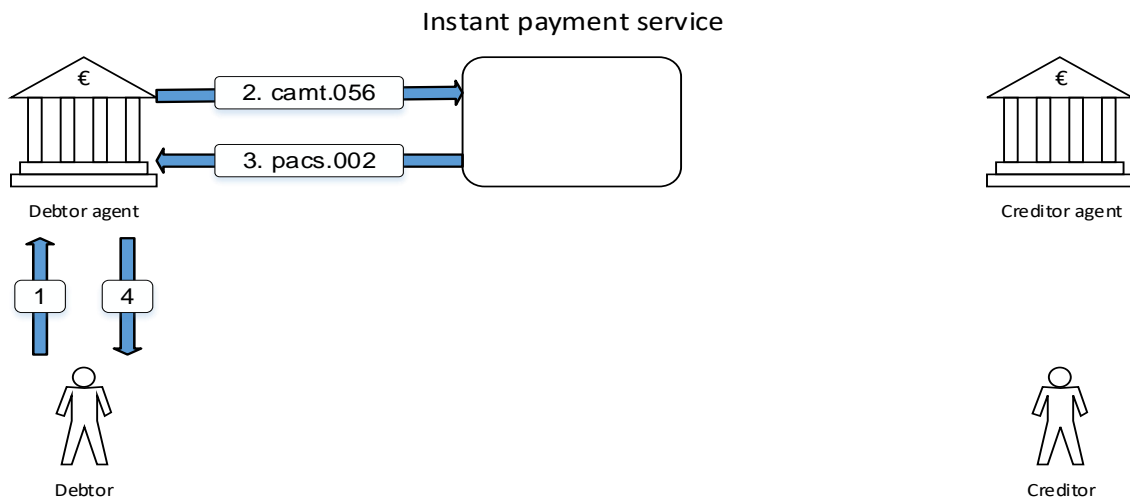 Instant payment service
€
€
2. camt.056
3. pacs.002
Debtor agent
Creditor agent
1
4
Debtor
Creditor